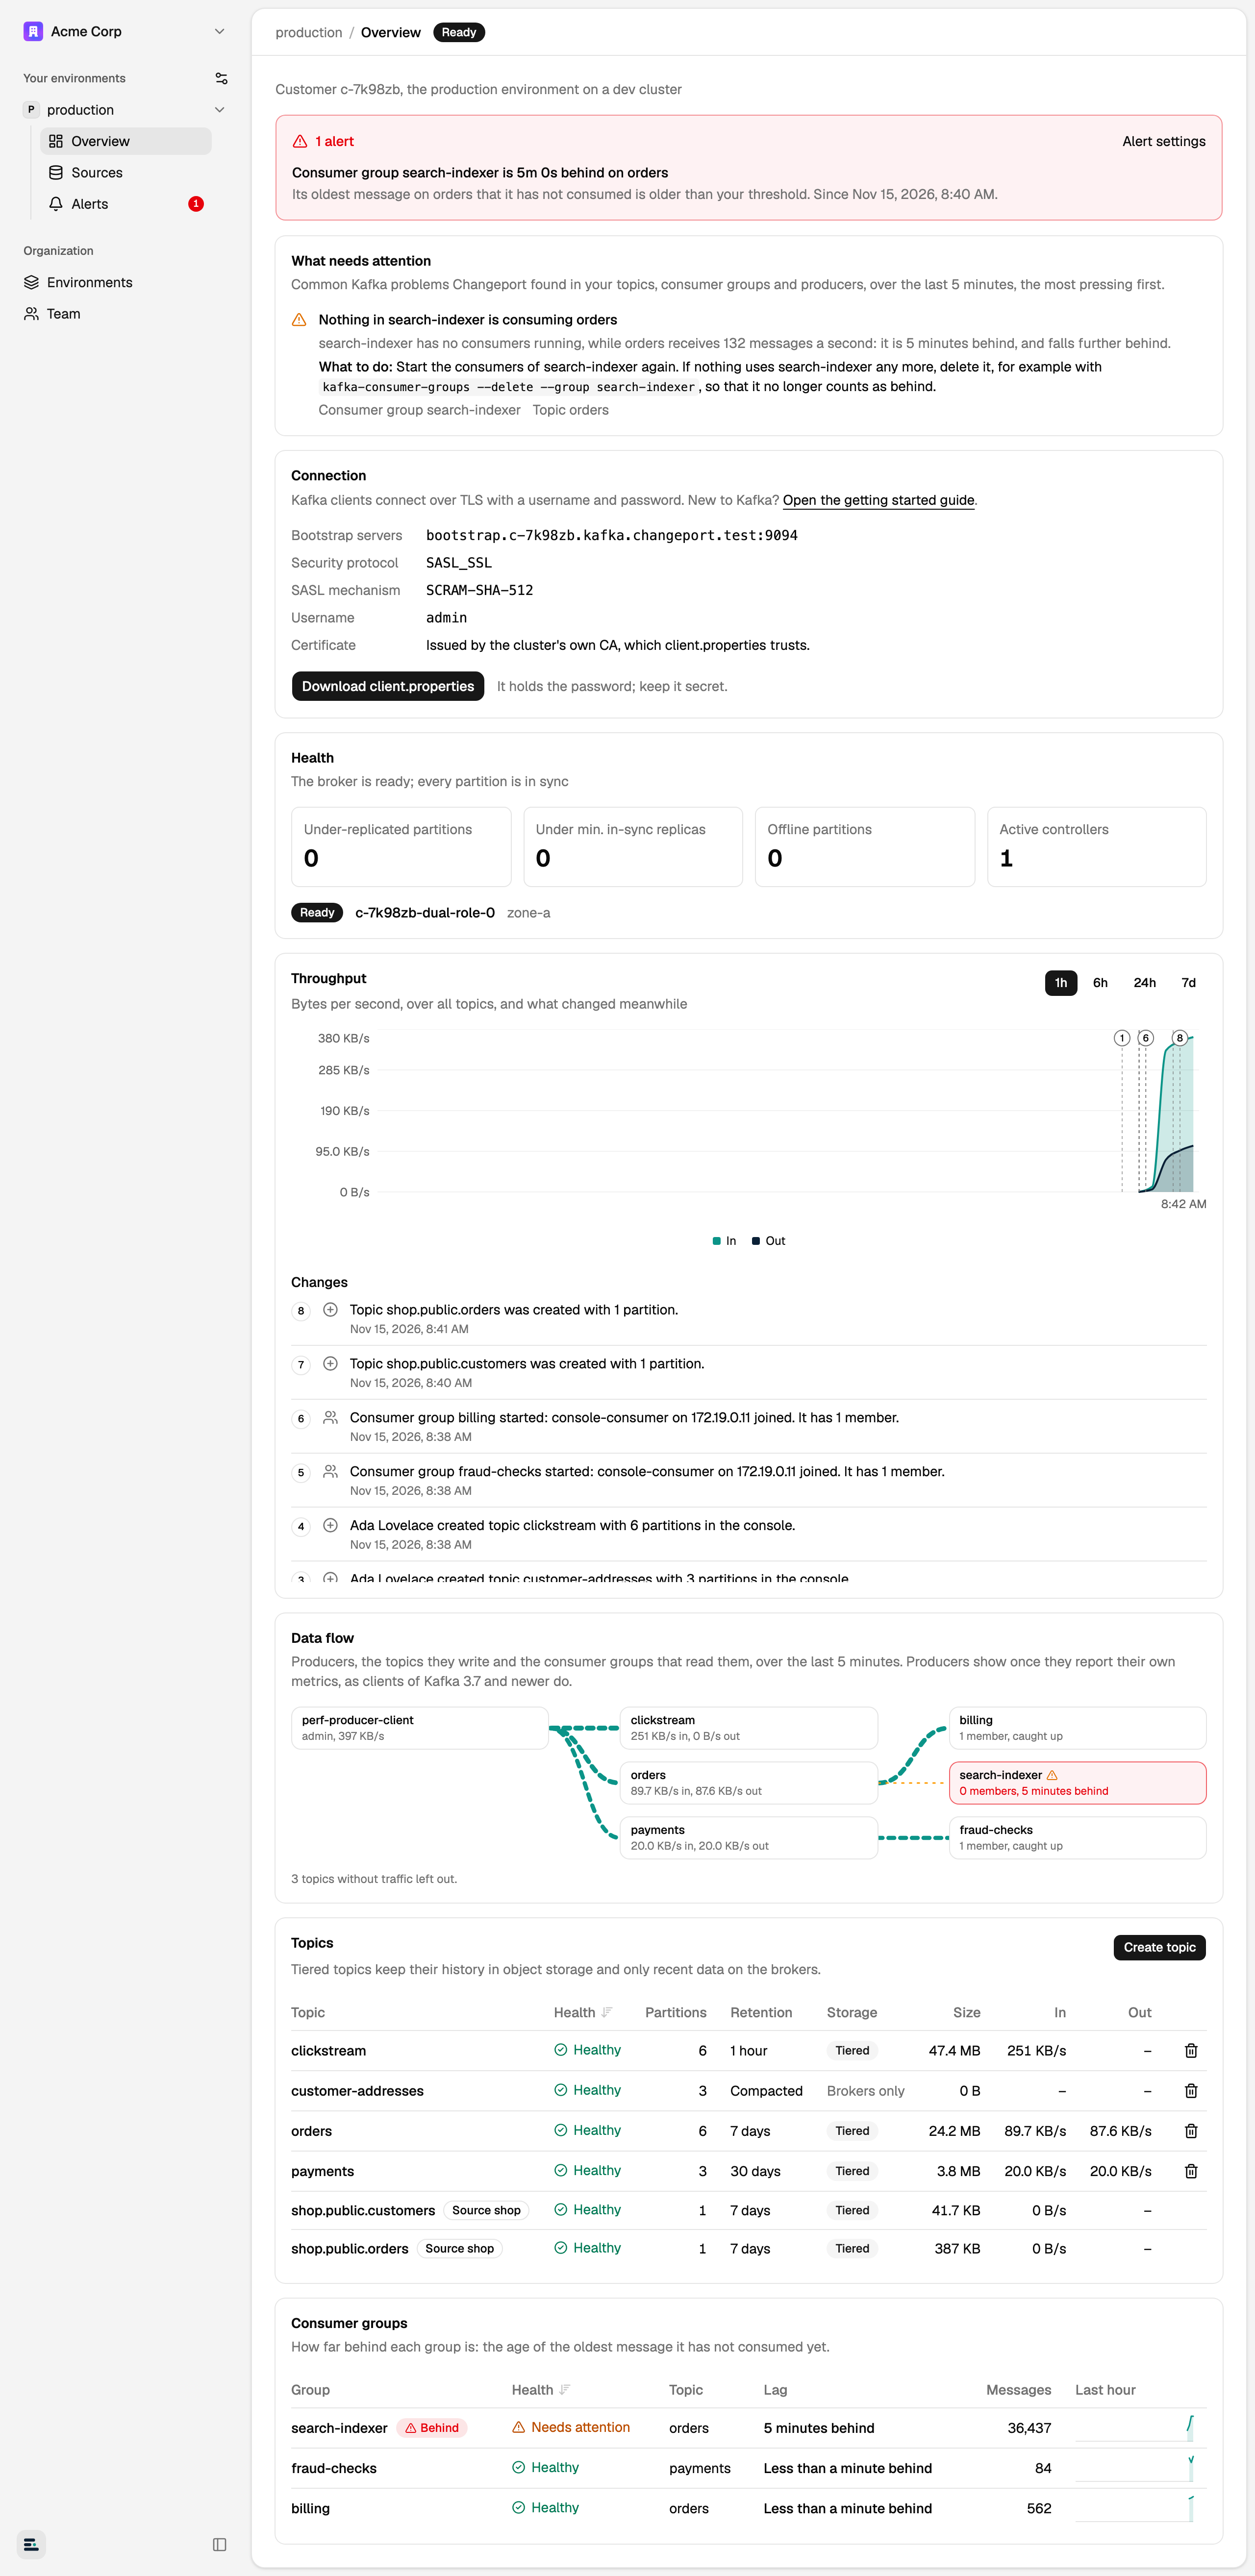 Acme Corp
Your environments
P production
Overview
Sources
Alerts 1
Organization
Environments
Team
production / Overview Ready
Customer c-7k98zb, the production environment on a dev cluster
1 alert Alert settings
Consumer group search-indexer is 5m 0s behind on orders
Its oldest message on orders that it has not consumed is older than your threshold. Since Nov 15, 2026, 8:40 AM.
What needs attention
Common Kafka problems Changeport found in your topics, consumer groups and producers, over the last 5 minutes, the most pressing first.
Nothing in search-indexer is consuming orders
search-indexer has no consumers running, while orders receives 132 messages a second: it is 5 minutes behind, and falls further behind.
What to do: Start the consumers of search-indexer again. If nothing uses search-indexer any more, delete it, for example with
kafka-consumer-groups --delete --group search-indexer, so that it no longer counts as behind.
Consumer group search-indexer Topic orders
Connection
Kafka clients connect over TLS with a username and password. New to Kafka? Open the getting started guide.
Bootstrap servers bootstrap.c-7k98zb.kafka.changeport.test:9094
Security protocol SASL_SSL
SASL mechanism SCRAM-SHA-512
Username admin
Certificate Issued by the cluster's own CA, which client.properties trusts.
Download client.properties It holds the password; keep it secret.
Health
The broker is ready; every partition is in sync
Under-replicated partitions Under min. in-sync replicas Offline partitions Active controllers
0 0 0 1
Ready c-7k98zb-dual-role-0 zone-a
Throughput 1h 6h 24h 7d
Bytes per second, over all topics, and what changed meanwhile
380 KB/s 1 6 8
285 KB/s
190 KB/s
95.0 KB/s
0 B/s
8:42 AM
In Out
Changes
8 Topic shop.public.orders was created with 1 partition.
Nov 15, 2026, 8:41 AM
7 Topic shop.public.customers was created with 1 partition.
Nov 15, 2026, 8:40 AM
6 Consumer group billing started: console-consumer on 172.19.0.11 joined. It has 1 member.
Nov 15, 2026, 8:38 AM
5 Consumer group fraud-checks started: console-consumer on 172.19.0.11 joined. It has 1 member.
Nov 15, 2026, 8:38 AM
4 Ada Lovelace created topic clickstream with 6 partitions in the console.
Nov 15, 2026, 8:38 AM
3 Ada Lovelace created topic customer-addresses with 3 partitions in the console.
Data flow
Producers, the topics they write and the consumer groups that read them, over the last 5 minutes. Producers show once they report their own
metrics, as clients of Kafka 3.7 and newer do.
perf-producer-client clickstream billing
admin, 397 KB/s 251 KB/s in, 0 B/s out 1 member, caught up
orders search-indexer
89.7 KB/s in, 87.6 KB/s out 0 members, 5 minutes behind
payments fraud-checks
20.0 KB/s in, 20.0 KB/s out 1 member, caught up
3 topics without traffic left out.
Topics Create topic
Tiered topics keep their history in object storage and only recent data on the brokers.
Topic Health Partitions Retention Storage Size In Out
clickstream Healthy 6 1 hour Tiered 47.4 MB 251 KB/s –
customer-addresses Healthy 3 Compacted Brokers only 0 B – –
orders Healthy 6 7 days Tiered 24.2 MB 89.7 KB/s 87.6 KB/s
payments Healthy 3 30 days Tiered 3.8 MB 20.0 KB/s 20.0 KB/s
shop.public.customers Source shop Healthy 1 7 days Tiered 41.7 KB 0 B/s –
shop.public.orders Source shop Healthy 1 7 days Tiered 387 KB 0 B/s –
Consumer groups
How far behind each group is: the age of the oldest message it has not consumed yet.
Group Health Topic Lag Messages Last hour
search-indexer Behind Needs attention orders 5 minutes behind 36,437
fraud-checks Healthy payments Less than a minute behind 84
billing Healthy orders Less than a minute behind 562